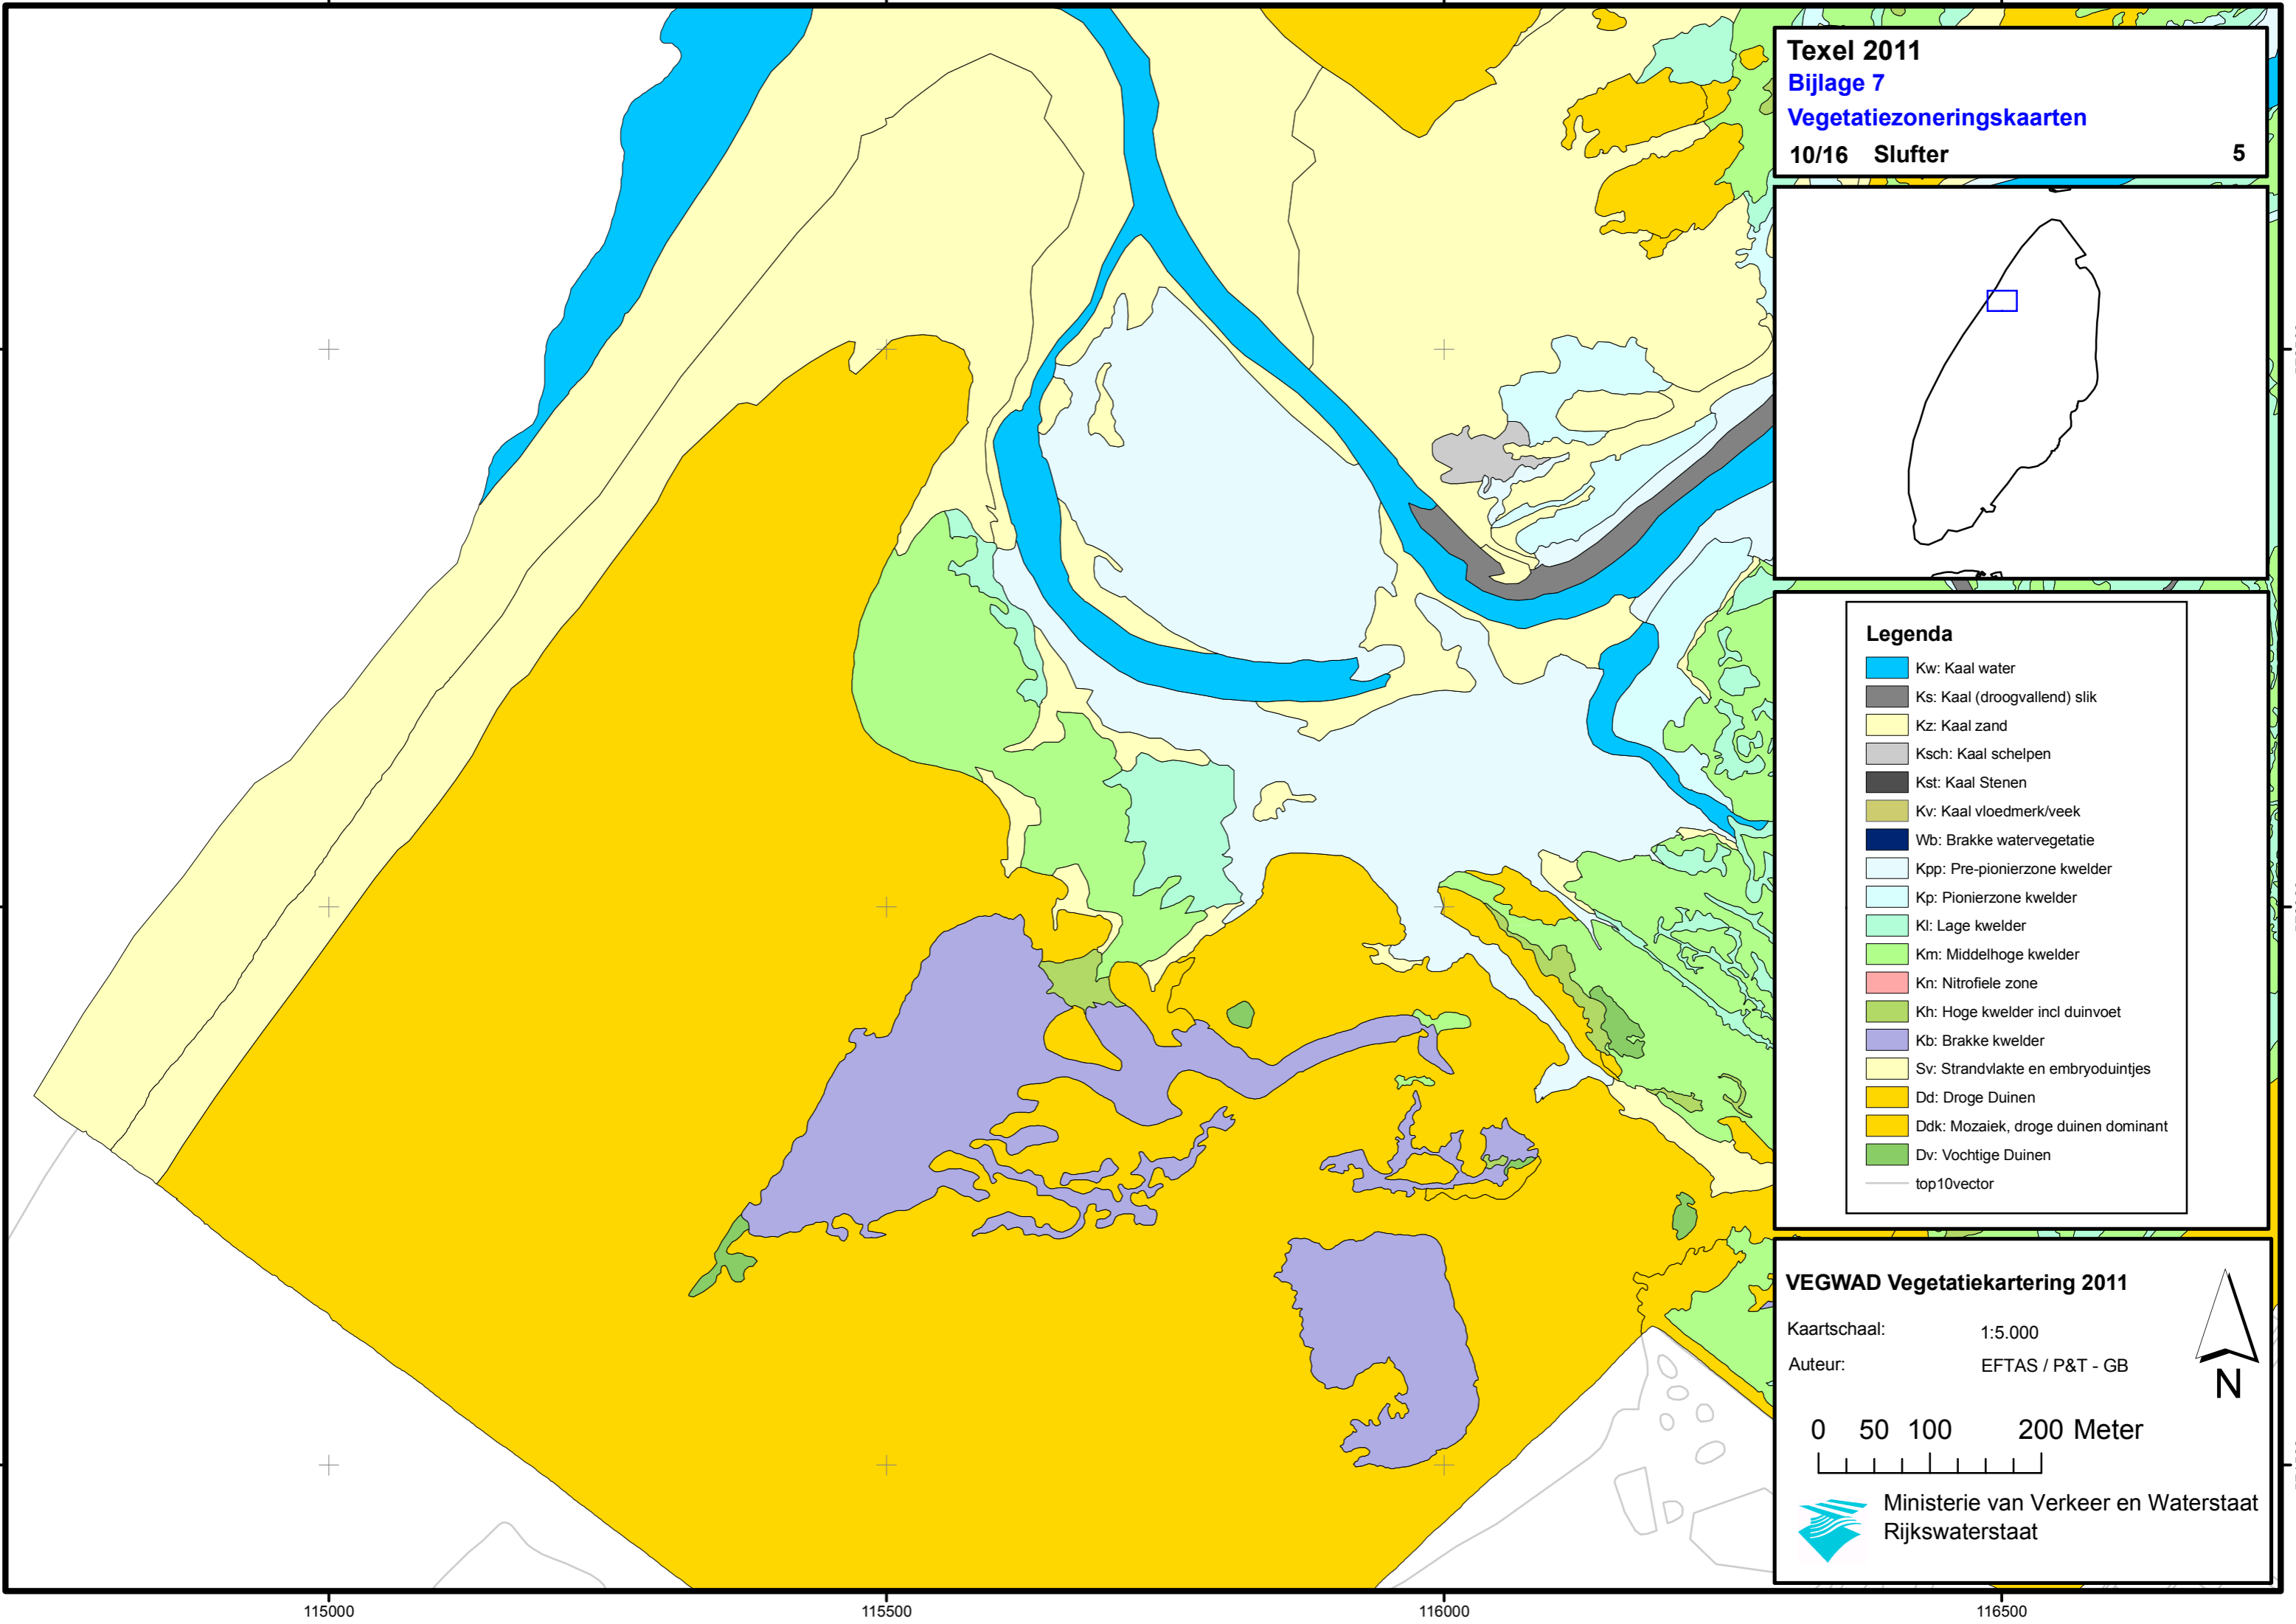 Texel 2011
Bijlage 7
Vegetatiezoneringskaarten
10/16 Slufter 5
Legenda
Kw: Kaal water
Ks: Kaal (droogvallend) slik
Kz: Kaal zand
Ksch: Kaal schelpen
Kst: Kaal Stenen
Kv: Kaal vloedmerk/veek
Wb: Brakke watervegetatie
Kpp: Pre-pionierzone kwelder
Kp: Pionierzone kwelder
Kl: Lage kwelder
Km: Middelhoge kwelder
Kn: Nitrofiele zone
Kh: Hoge kwelder incl duinvoet
Kb: Brakke kwelder
Sv: Strandvlakte en embryoduintjes
Dd: Droge Duinen
Ddk: Mozaiek, droge duinen dominant
Dv: Vochtige Duinen
top10vector
VEGWAD Vegetatiekartering 2011
Kaartschaal: 1:5.000
Auteur: EFTAS / P&T - GB
N
0 50 100 200 Meter
Ministerie van Verkeer en Waterstaat
Rijkswaterstaat
115000 115500 116000 116500